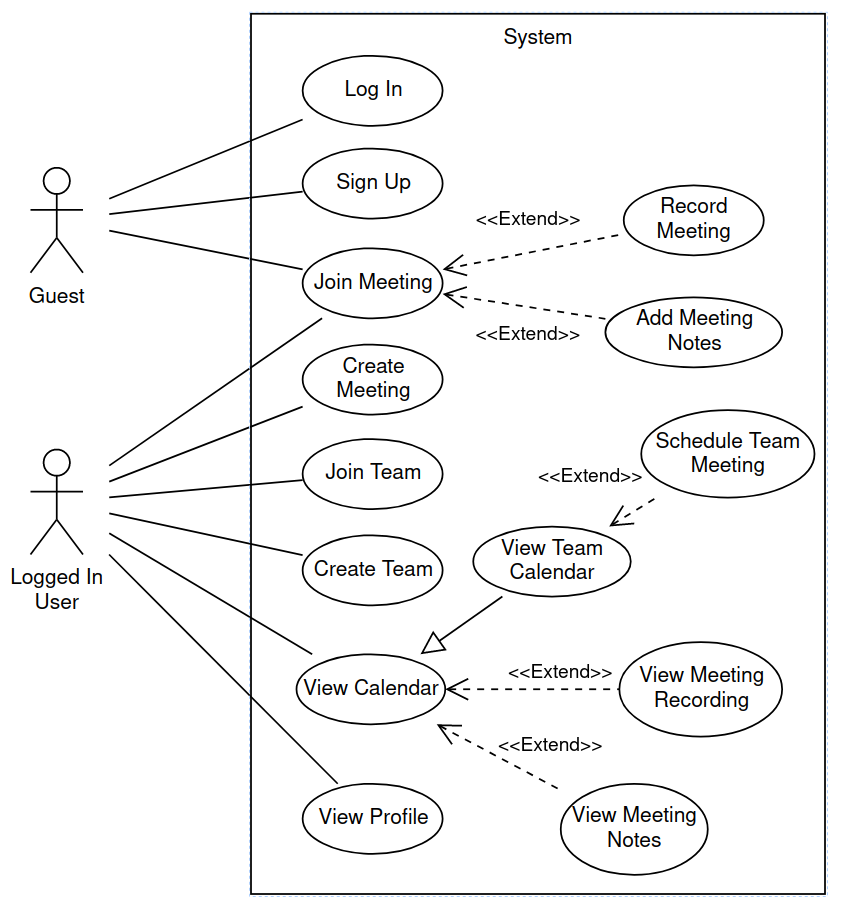 System
Log In
Sign Up
<<Extend>>
Record
Meeting
Guest
Join Meeting
<<Extend>>
Add Meeting
Notes
Create
Meeting
Schedule Team
Meeting
Join Team
<<Extend>>
Logged In
User
Create Team
View Team
Calendar
View Calendar
<<Extend>>
View Meeting
Recording
<<Extend>>
View Profile
View Meeting
Notes